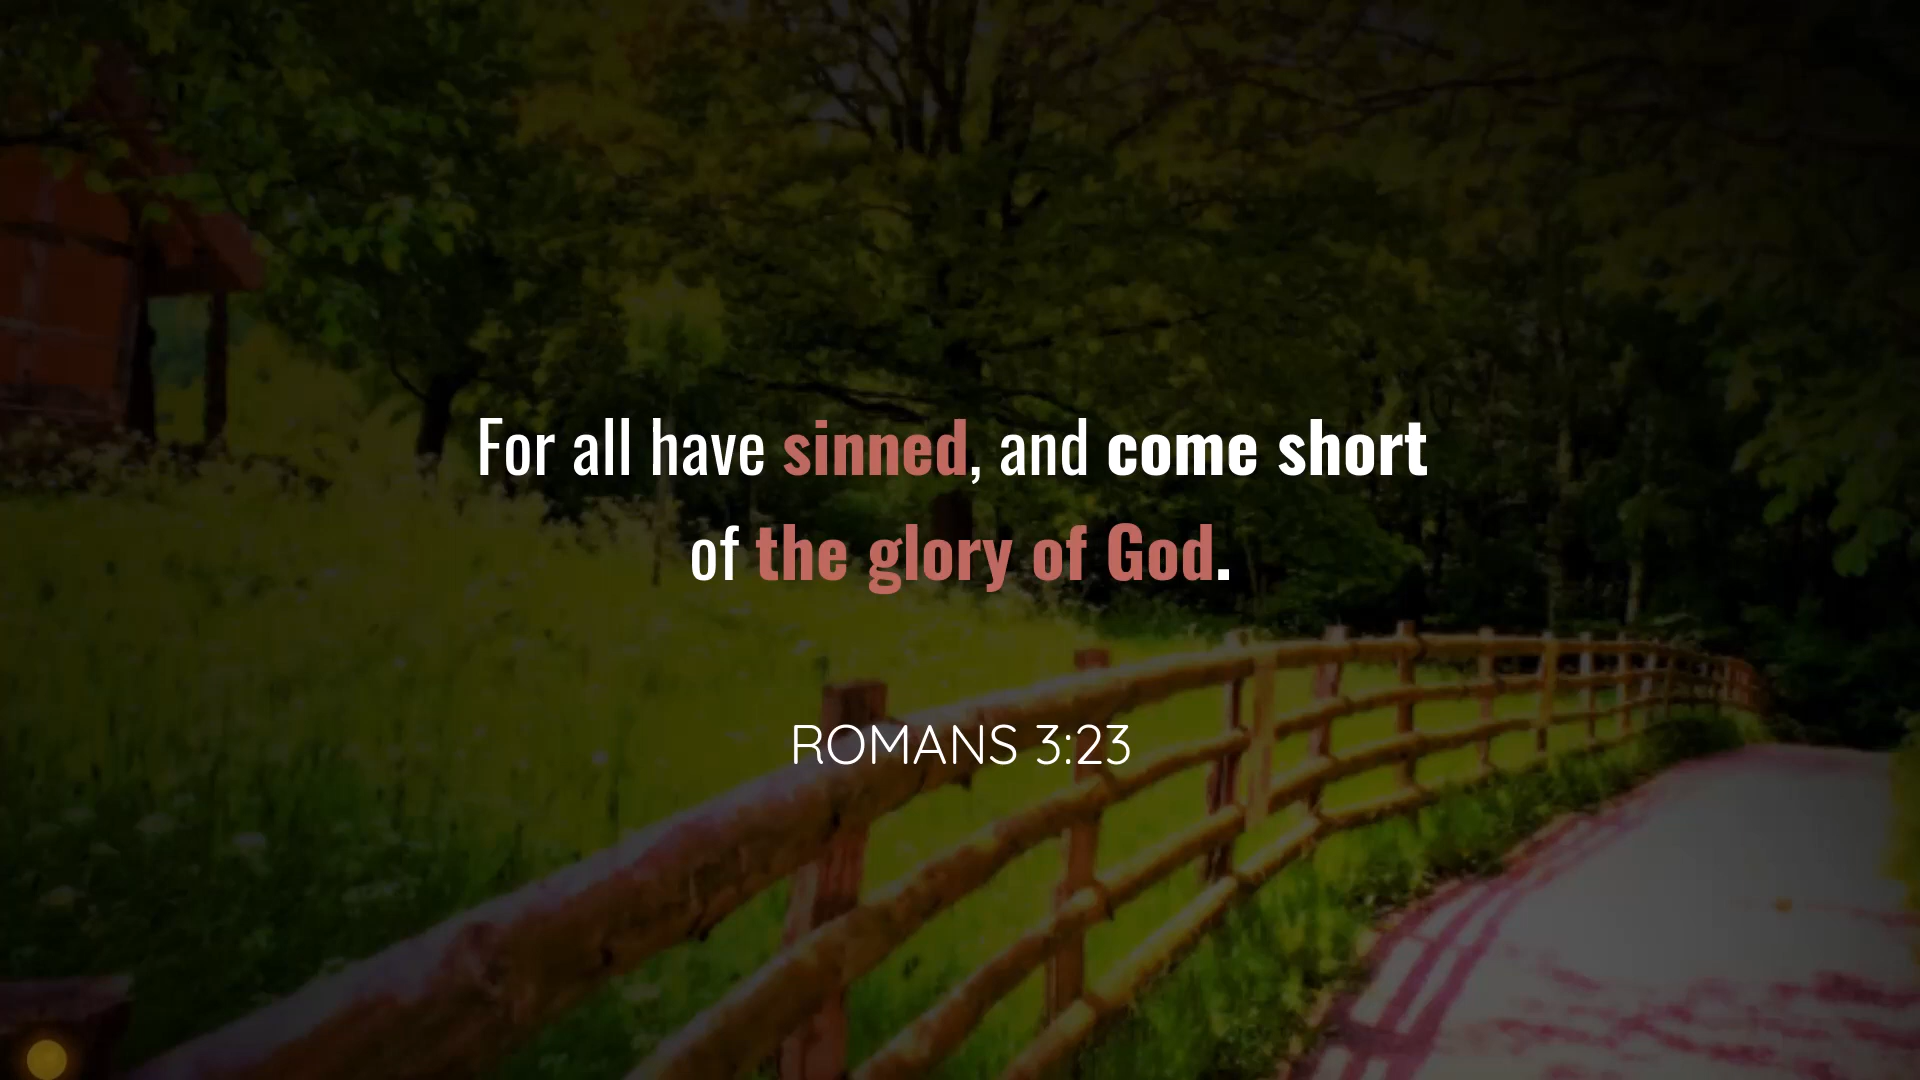 For all have sinned, and come short
of the glory of God.
ROMANS 3:23